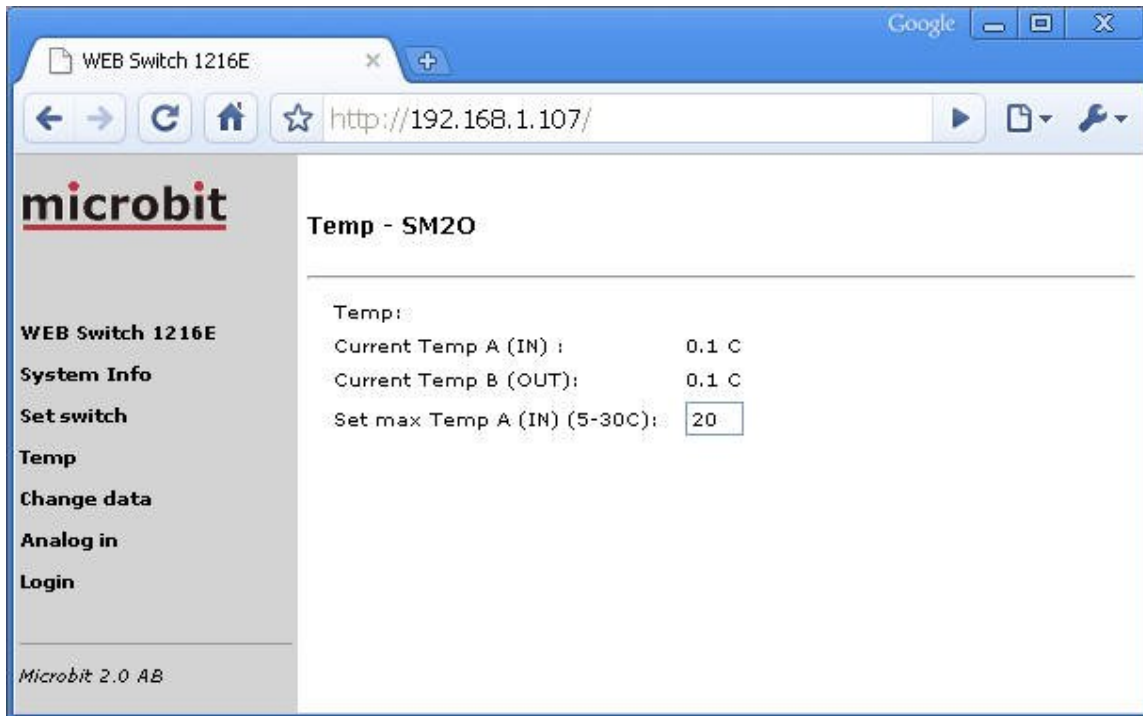 Google
WEB Switch 1216E
http://192.168.1.107/
microbit
WEB Switch 1216E
System Info
Set switch
Temp
Change data
Analog in
Login
Microbit 2.0 AB
Temp - SM2O
Temp:
Current Temp A (IN) : 0.1 C
Current Temp B (OUT): 0.1 C
Set max Temp A (IN) (5-30C): 20